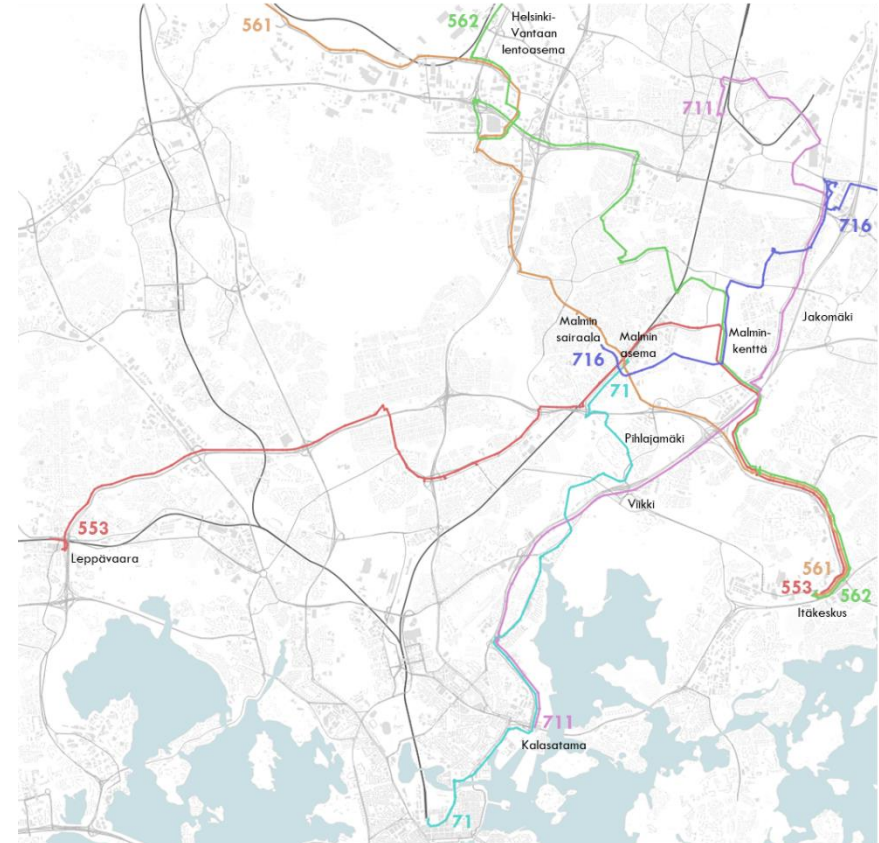 561
562
Helsinki-
Vantaan
lentoasema
711
716
Jakomäki
Malmin
sairaala
Malmin
asema
Malmin-
kenttä
716
71
Pihlajamäki
Viikki
553
Leppävaara
561
553
562
Itäkeskus
711
Kalasatama
71